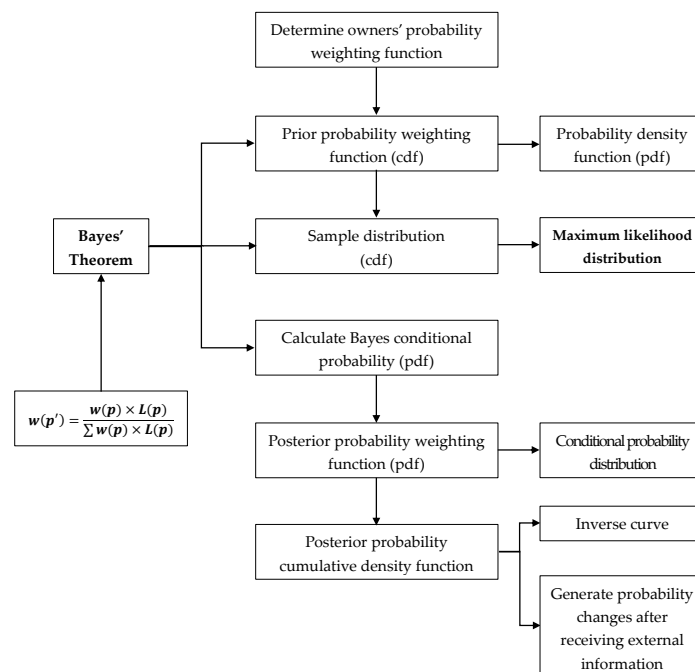 Determine owners' probability
weighting function
Prior probability weighting
function (cdf)
Probability density
function (pdf)
Bayes'
Theorem
Sample distribution
(cdf)
Maximum likelihood
distribution
Calculate Bayes conditional
probability (pdf)
w(p′) = w(p) × L(p) / ∑ w(p) × L(p)
Posterior probability weighting
function (pdf)
Conditional probability
distribution
Posterior probability
cumulative density function
Inverse curve
Generate probability
changes after
receiving external
information